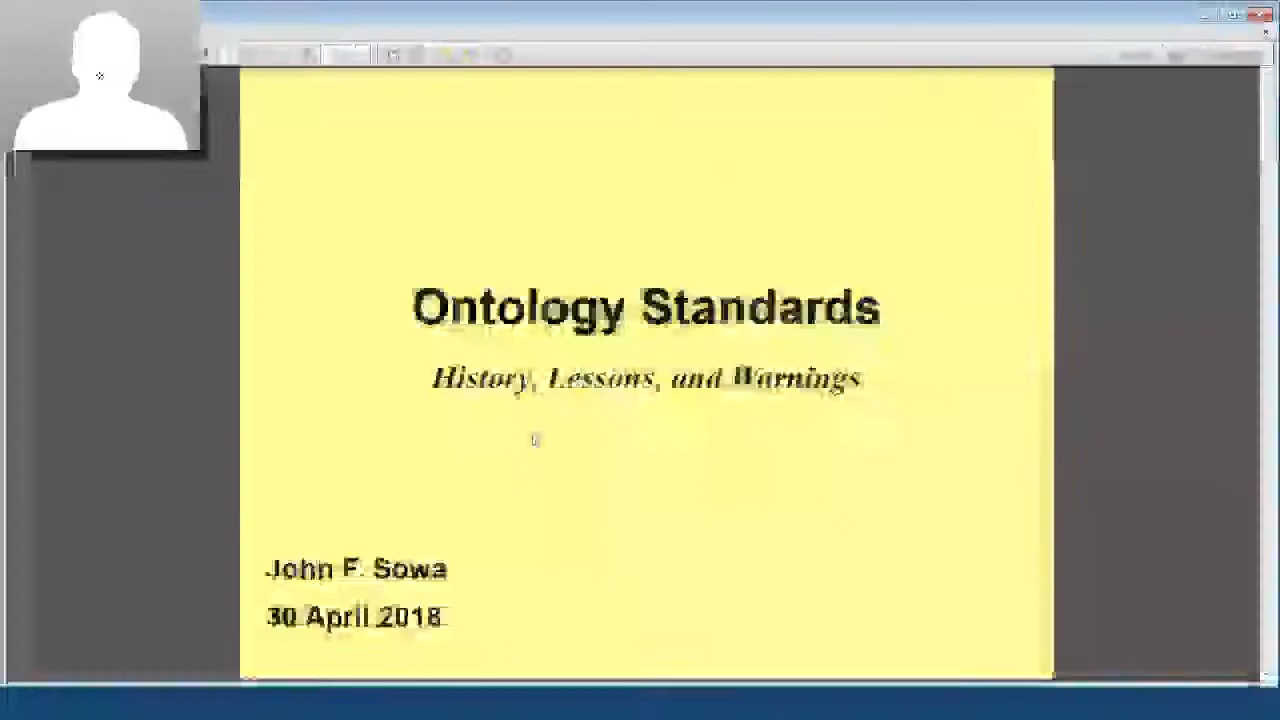 Ontology Standards
History, Lessons, and Warnings
John F. Sowa
30 April 2018